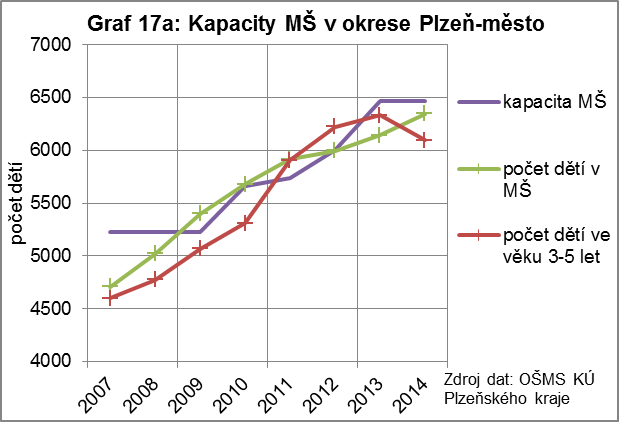 Graf 17a: Kapacity MŠ v okrese Plzeň-město
7000
6500
6000
5500
5000
4500
4000
počet dětí
2007
2008
2009
2010
2011
2012
2013
2014
kapacita MŠ
počet dětí v
MŠ
počet dětí ve
věku 3-5 let
Zdroj dat: OŠMS KÚ
Plzeňského kraje